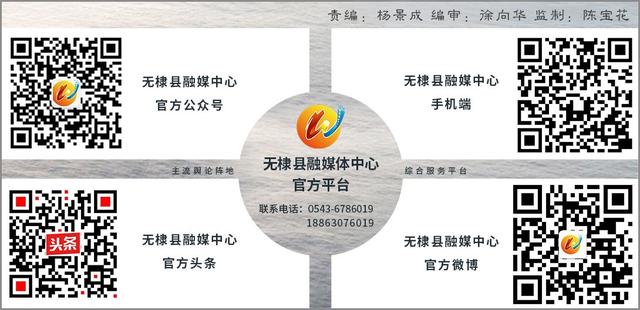 责编：杨景成 编审：涂向华 监制：陈宝花
无棣县融媒中心
官方公众号
无棣县融媒中心
手机端
无棣县融媒体中心
官方平台
主流舆论阵地
综合服务平台
联系电话：0543-6786019
18863076019
头条
无棣县融媒中心
官方头条
无棣县融媒中心
官方微博